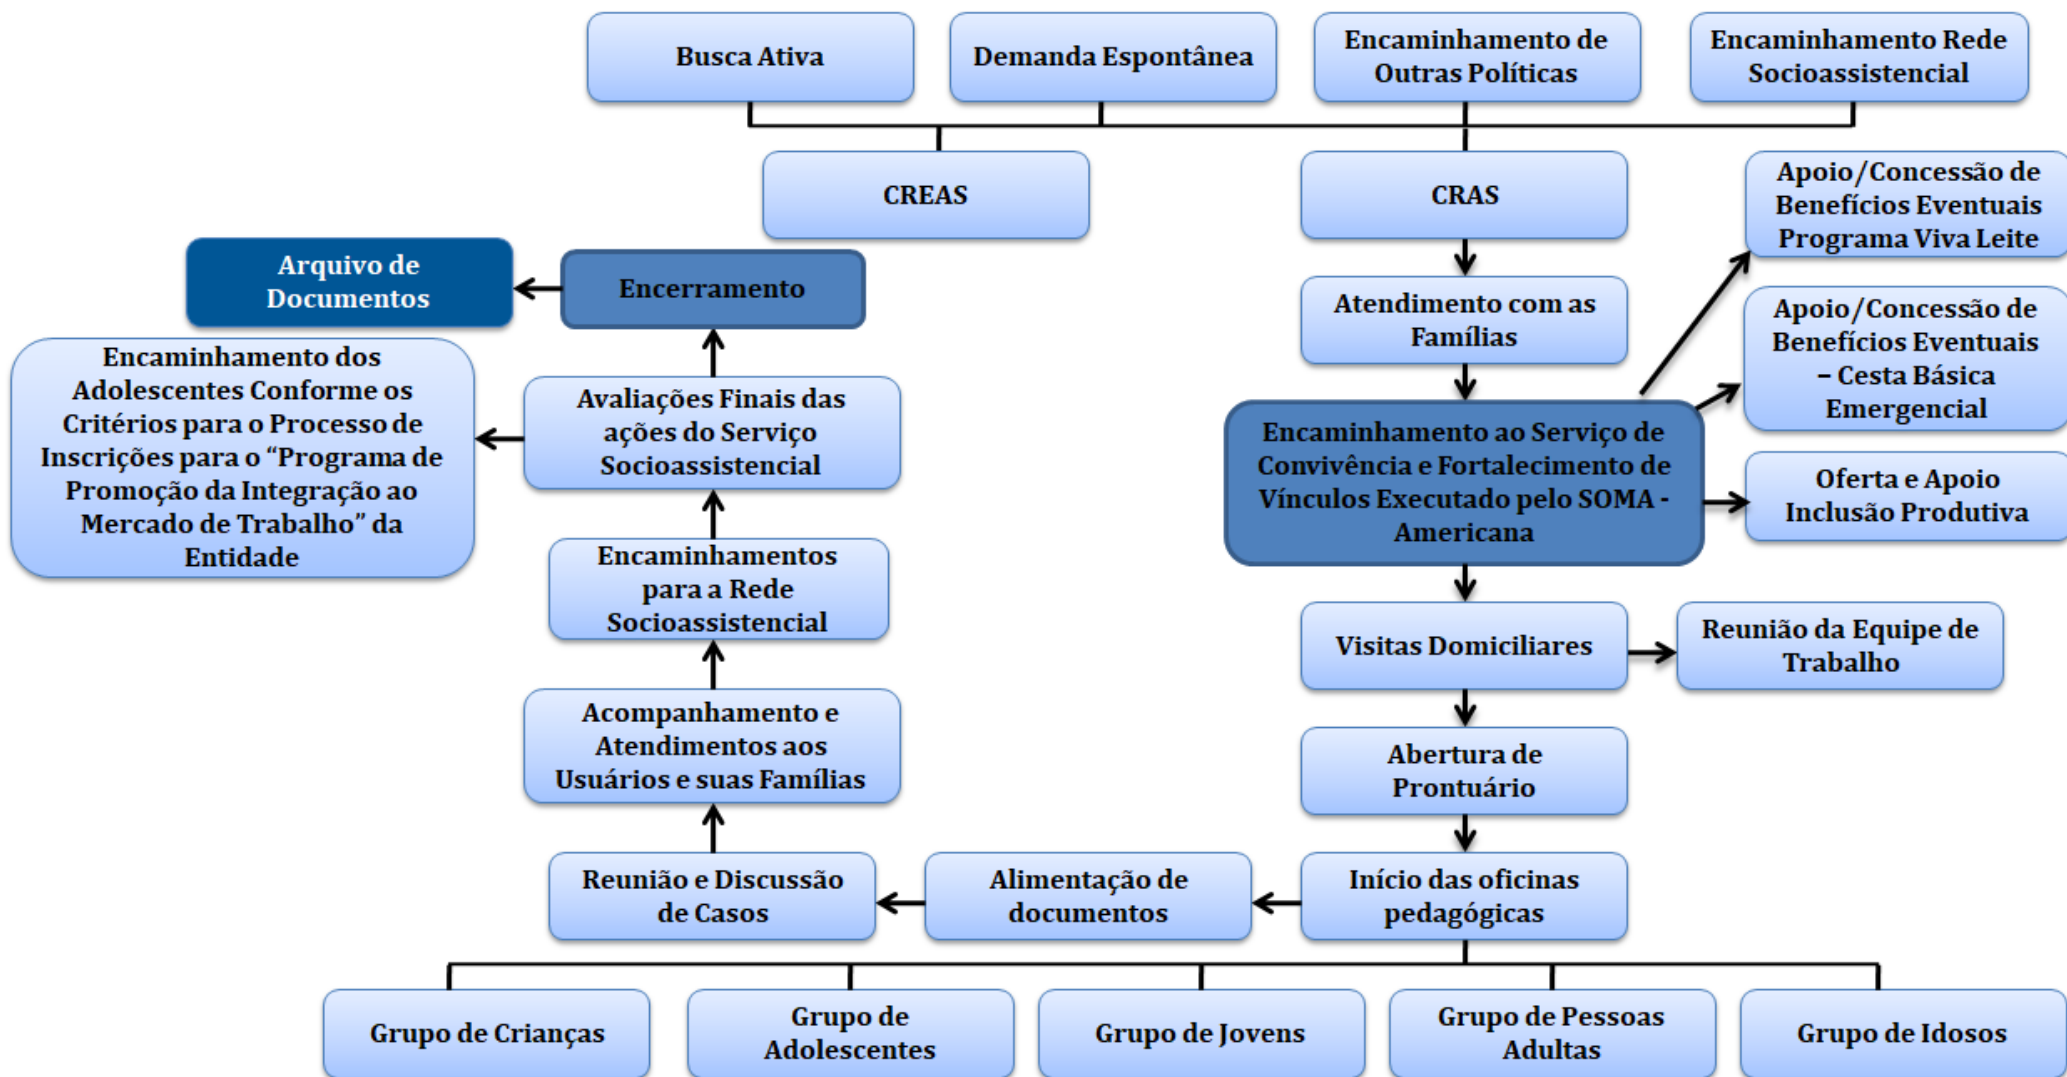 Busca Ativa
Demanda Espontânea
Encaminhamento de
Outras Políticas
Encaminhamento Rede
Socioassistencial
CREAS
CRAS
Apoio/Concessão de
Benefícios Eventuais
Programa Viva Leite
Arquivo de
Documentos
Encerramento
Atendimento com as
Famílias
Apoio/Concessão de
Benefícios Eventuais
– Cesta Básica
Emergencial
Encaminhamento dos
Adolescentes Conforme os
Critérios para o Processo de
Inscrições para o “Programa de
Promoção da Integração ao
Mercado de Trabalho” da
Entidade
Avaliações Finais das
ações do Serviço
Socioassistencial
Encaminhamento ao Serviço de
Convivência e Fortalecimento de
Vínculos Executado pelo SOMA -
Americana
Oferta e Apoio
Inclusão Produtiva
Encaminhamentos
para a Rede
Socioassistencial
Visitas Domiciliares
Reunião da Equipe de
Trabalho
Acompanhamento e
Atendimentos aos
Usuários e suas Famílias
Abertura de
Prontuário
Reunião e Discussão
de Casos
Alimentação de
documentos
Início das oficinas
pedagógicas
Grupo de Crianças
Grupo de
Adolescentes
Grupo de Jovens
Grupo de Pessoas
Adultas
Grupo de Idosos